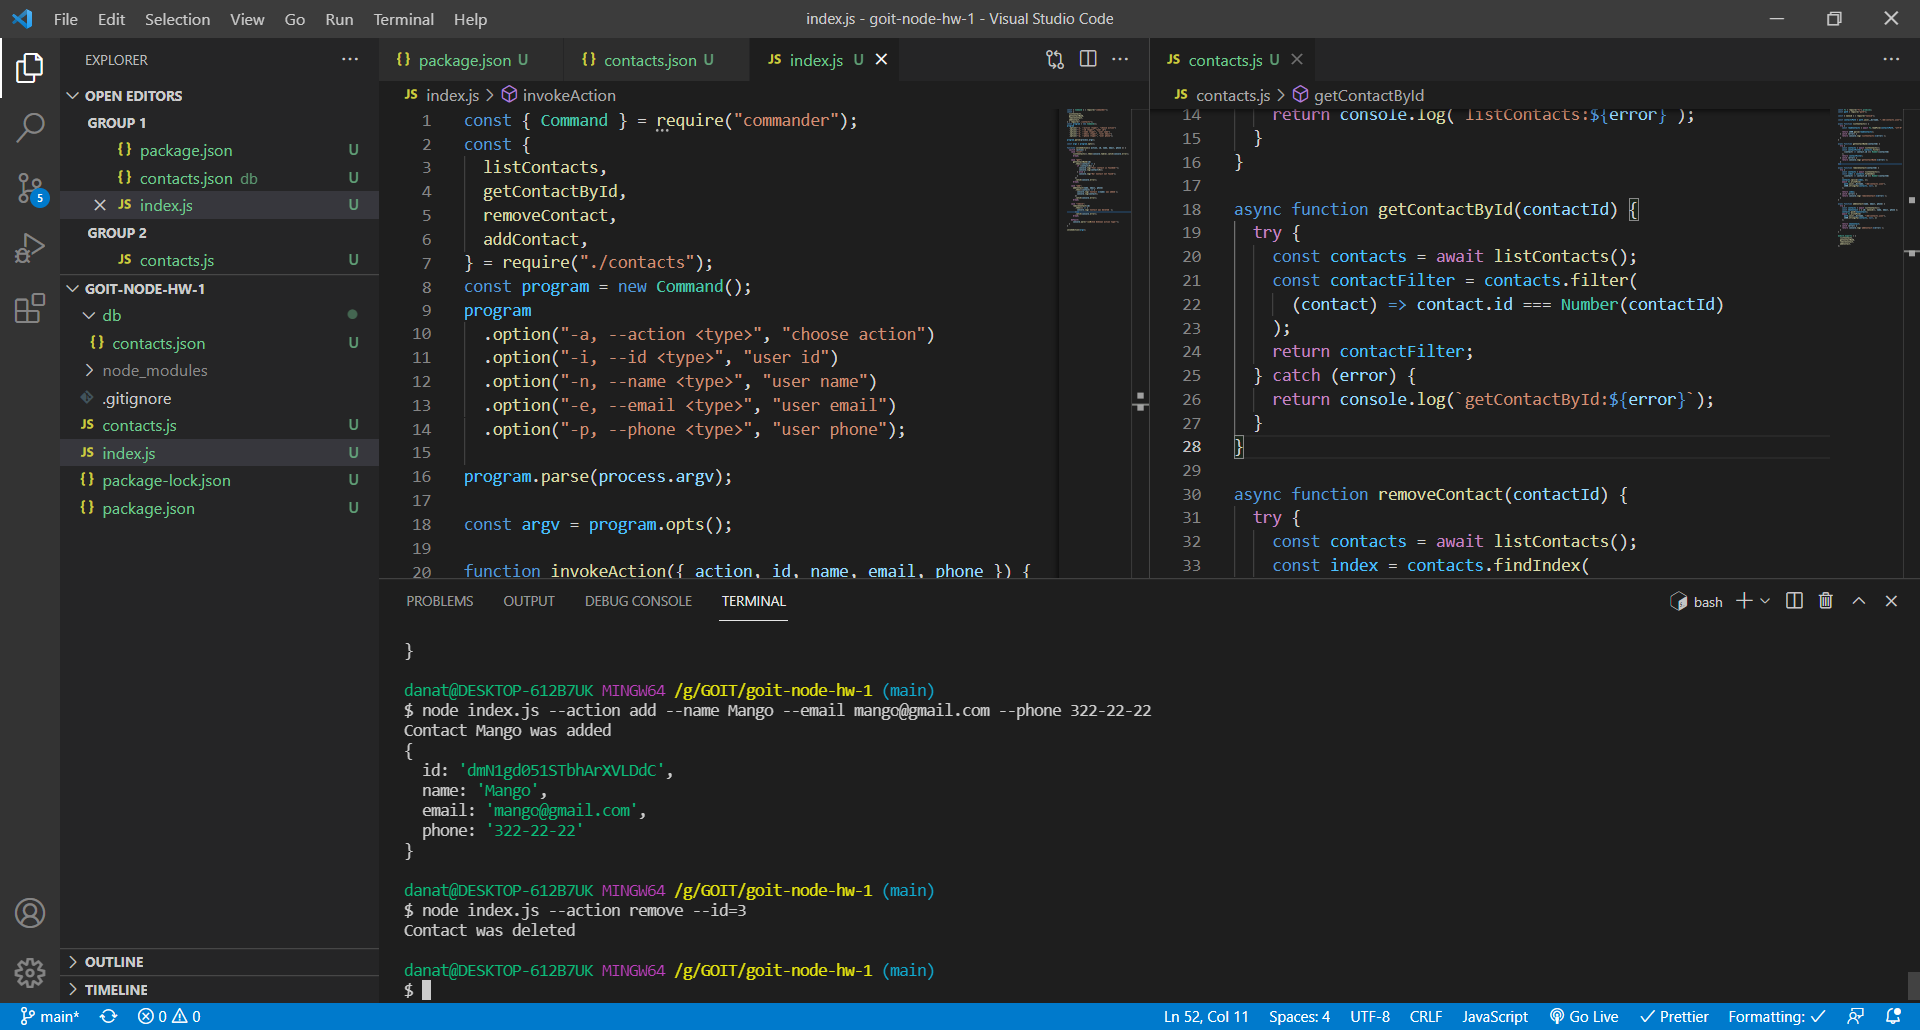 File Edit Selection View Go Run Terminal Help
index.js - goit-node-hw-1 - Visual Studio Code
EXPLORER
OPEN EDITORS
GROUP 1
{} package.json U
{} contacts.json db U
JS index.js U
GROUP 2
JS contacts.js U
GOIT-NODE-HW-1
db
{} contacts.json U
node_modules
.gitignore
JS contacts.js U
JS index.js U
{} package-lock.json U
{} package.json U
OUTLINE
TIMELINE
5
{} package.json U {} contacts.json U JS index.js U
JS index.js > invokeAction
1 const { Command } = require("commander");
2 const {
3 listContacts,
4 getContactById,
5 removeContact,
6 addContact,
7 } = require("./contacts");
8 const program = new Command();
9 program
10 .option("-a, --action <type>", "choose action")
11 .option("-i, --id <type>", "user id")
12 .option("-n, --name <type>", "user name")
13 .option("-e, --email <type>", "user email")
14 .option("-p, --phone <type>", "user phone");
15
16 program.parse(process.argv);
17
18 const argv = program.opts();
19
20 function invokeAction({ action, id, name, email, phone }) {
JS contacts.js U
JS contacts.js > getContactById
14 return console.log(`listContacts:${error}`);
15 }
16 }
17
18 async function getContactById(contactId) {
19 try {
20 const contacts = await listContacts();
21 const contactFilter = contacts.filter(
22 (contact) => contact.id === Number(contactId)
23 );
24 return contactFilter;
25 } catch (error) {
26 return console.log(`getContactById:${error}`);
27 }
28 }
29
30 async function removeContact(contactId) {
31 try {
32 const contacts = await listContacts();
33 const index = contacts.findIndex(
PROBLEMS OUTPUT DEBUG CONSOLE TERMINAL
bash
}
danat@DESKTOP-612B7UK MINGW64 /g/GOIT/goit-node-hw-1 (main)
$ node index.js --action add --name Mango --email mango@gmail.com --phone 322-22-22
Contact Mango was added
{
id: 'dmN1gd051STbhArXVLDdC',
name: 'Mango',
email: 'mango@gmail.com',
phone: '322-22-22'
}
danat@DESKTOP-612B7UK MINGW64 /g/GOIT/goit-node-hw-1 (main)
$ node index.js --action remove --id=3
Contact was deleted
danat@DESKTOP-612B7UK MINGW64 /g/GOIT/goit-node-hw-1 (main)
$
main* 0 0
Ln 52, Col 11 Spaces: 4 UTF-8 CRLF JavaScript Go Live Prettier Formatting: